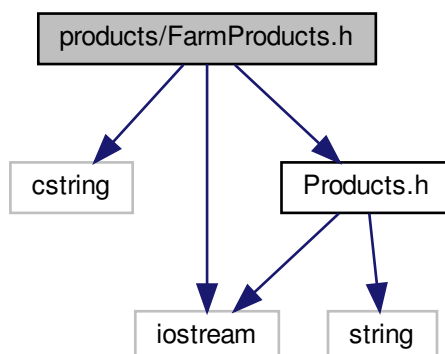 products/FarmProducts.h
cstring
Products.h
iostream
string